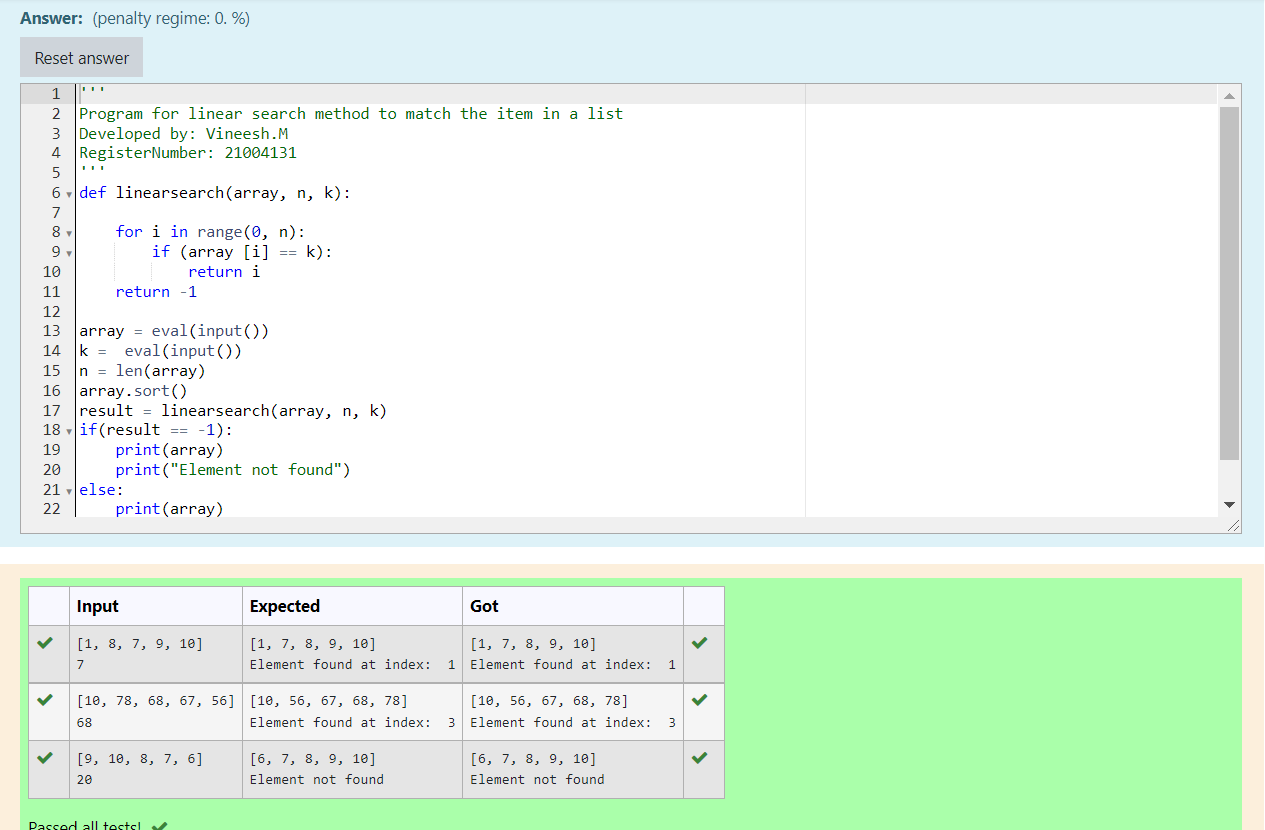 Answer: (penalty regime: 0. %)
Reset answer
1 '''
2 Program for linear search method to match the item in a list
3 Developed by: Vineesh.M
4 RegisterNumber: 21004131
5 '''
6 def linearsearch(array, n, k):
7
8     for i in range(0, n):
9         if (array [i] == k):
10             return i
11     return -1
12
13 array = eval(input())
14 k =  eval(input())
15 n = len(array)
16 array.sort()
17 result = linearsearch(array, n, k)
18 if(result == -1):
19     print(array)
20     print("Element not found")
21 else:
22     print(array)
Input Expected Got
[1, 8, 7, 9, 10] [1, 7, 8, 9, 10] [1, 7, 8, 9, 10]
7 Element found at index:  1 Element found at index:  1
[10, 78, 68, 67, 56] [10, 56, 67, 68, 78] [10, 56, 67, 68, 78]
68 Element found at index:  3 Element found at index:  3
[9, 10, 8, 7, 6] [6, 7, 8, 9, 10] [6, 7, 8, 9, 10]
20 Element not found Element not found
Passed all tests!